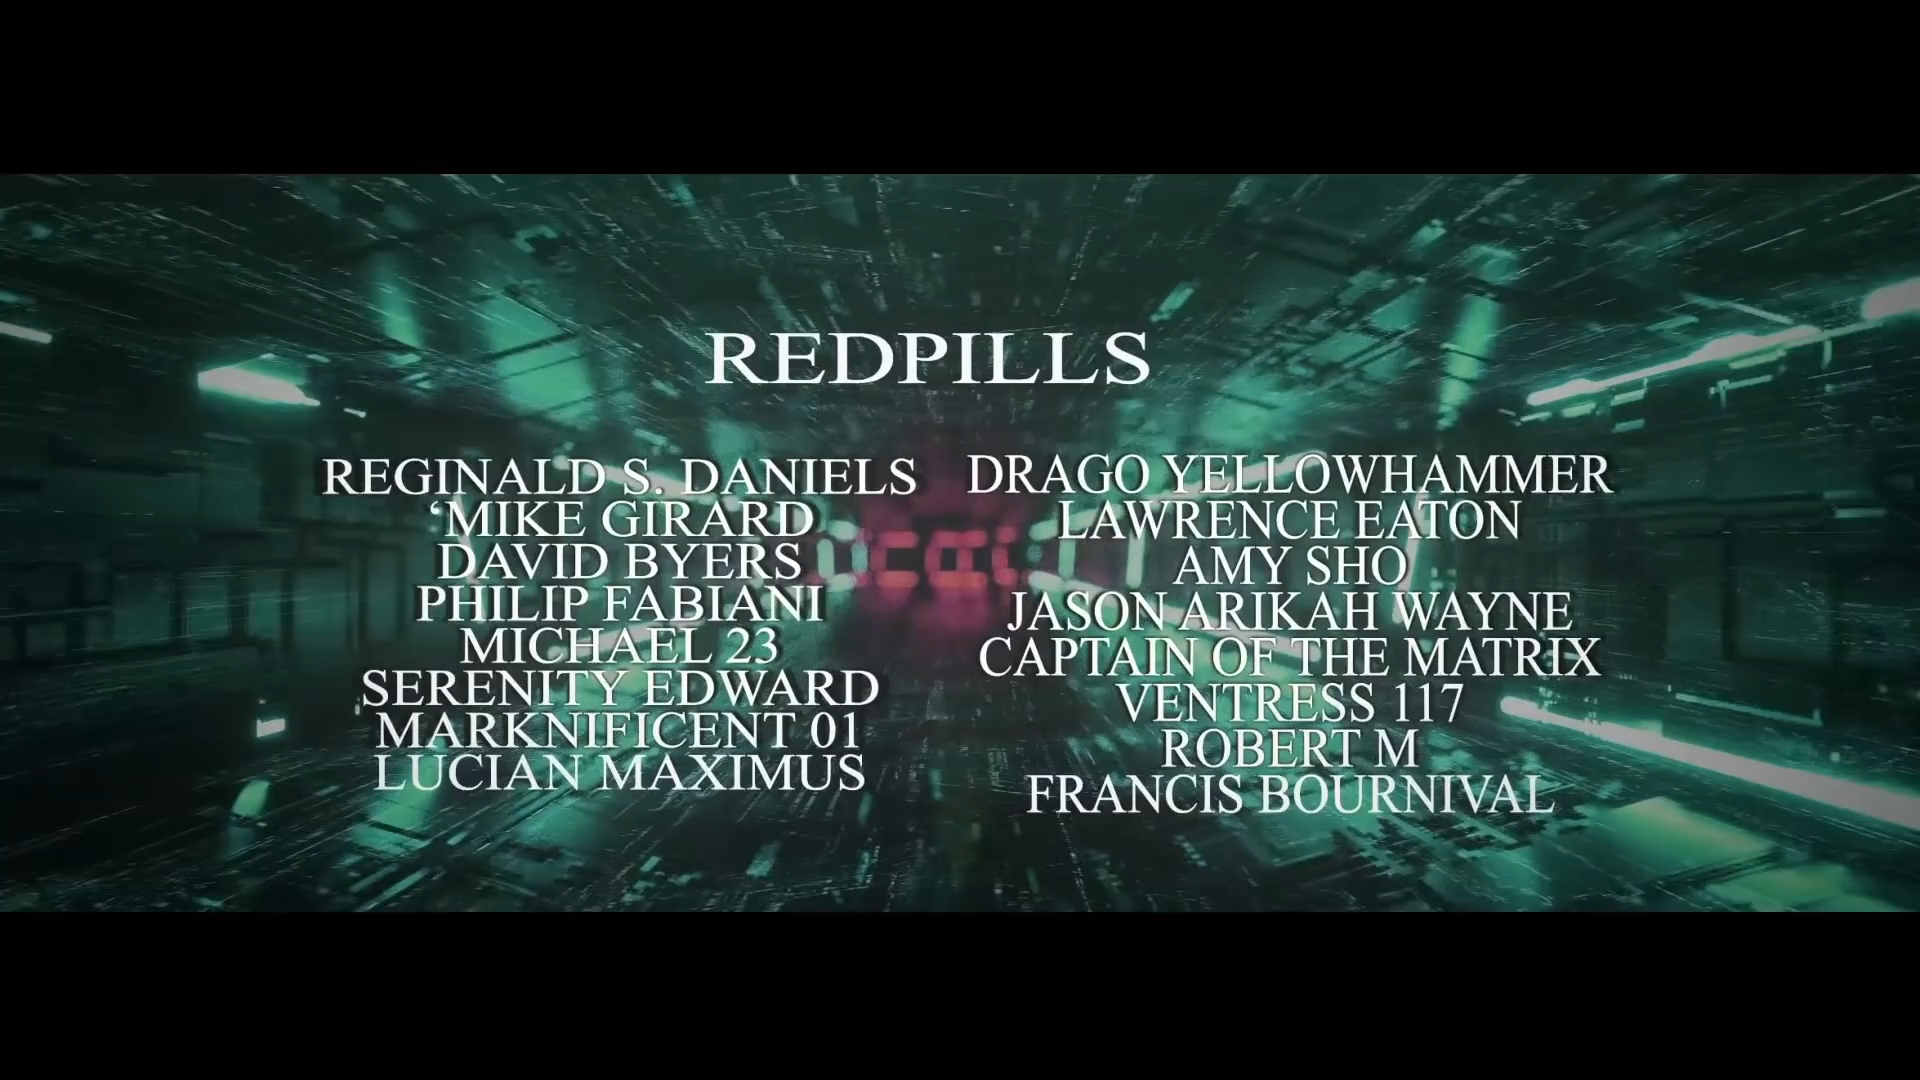 REDPILLS
REGINALD S. DANIELS
‘MIKE GIRARD
DAVID BYERS
PHILIP FABIANI
MICHAEL 23
SERENITY EDWARD
MARKNIFICENT 01
LUCIAN MAXIMUS
DRAGO YELLOWHAMMER
LAWRENCE EATON
AMY SHO
JASON ARIKAH WAYNE
CAPTAIN OF THE MATRIX
VENTRESS 117
ROBERT M
FRANCIS BOURNIVAL